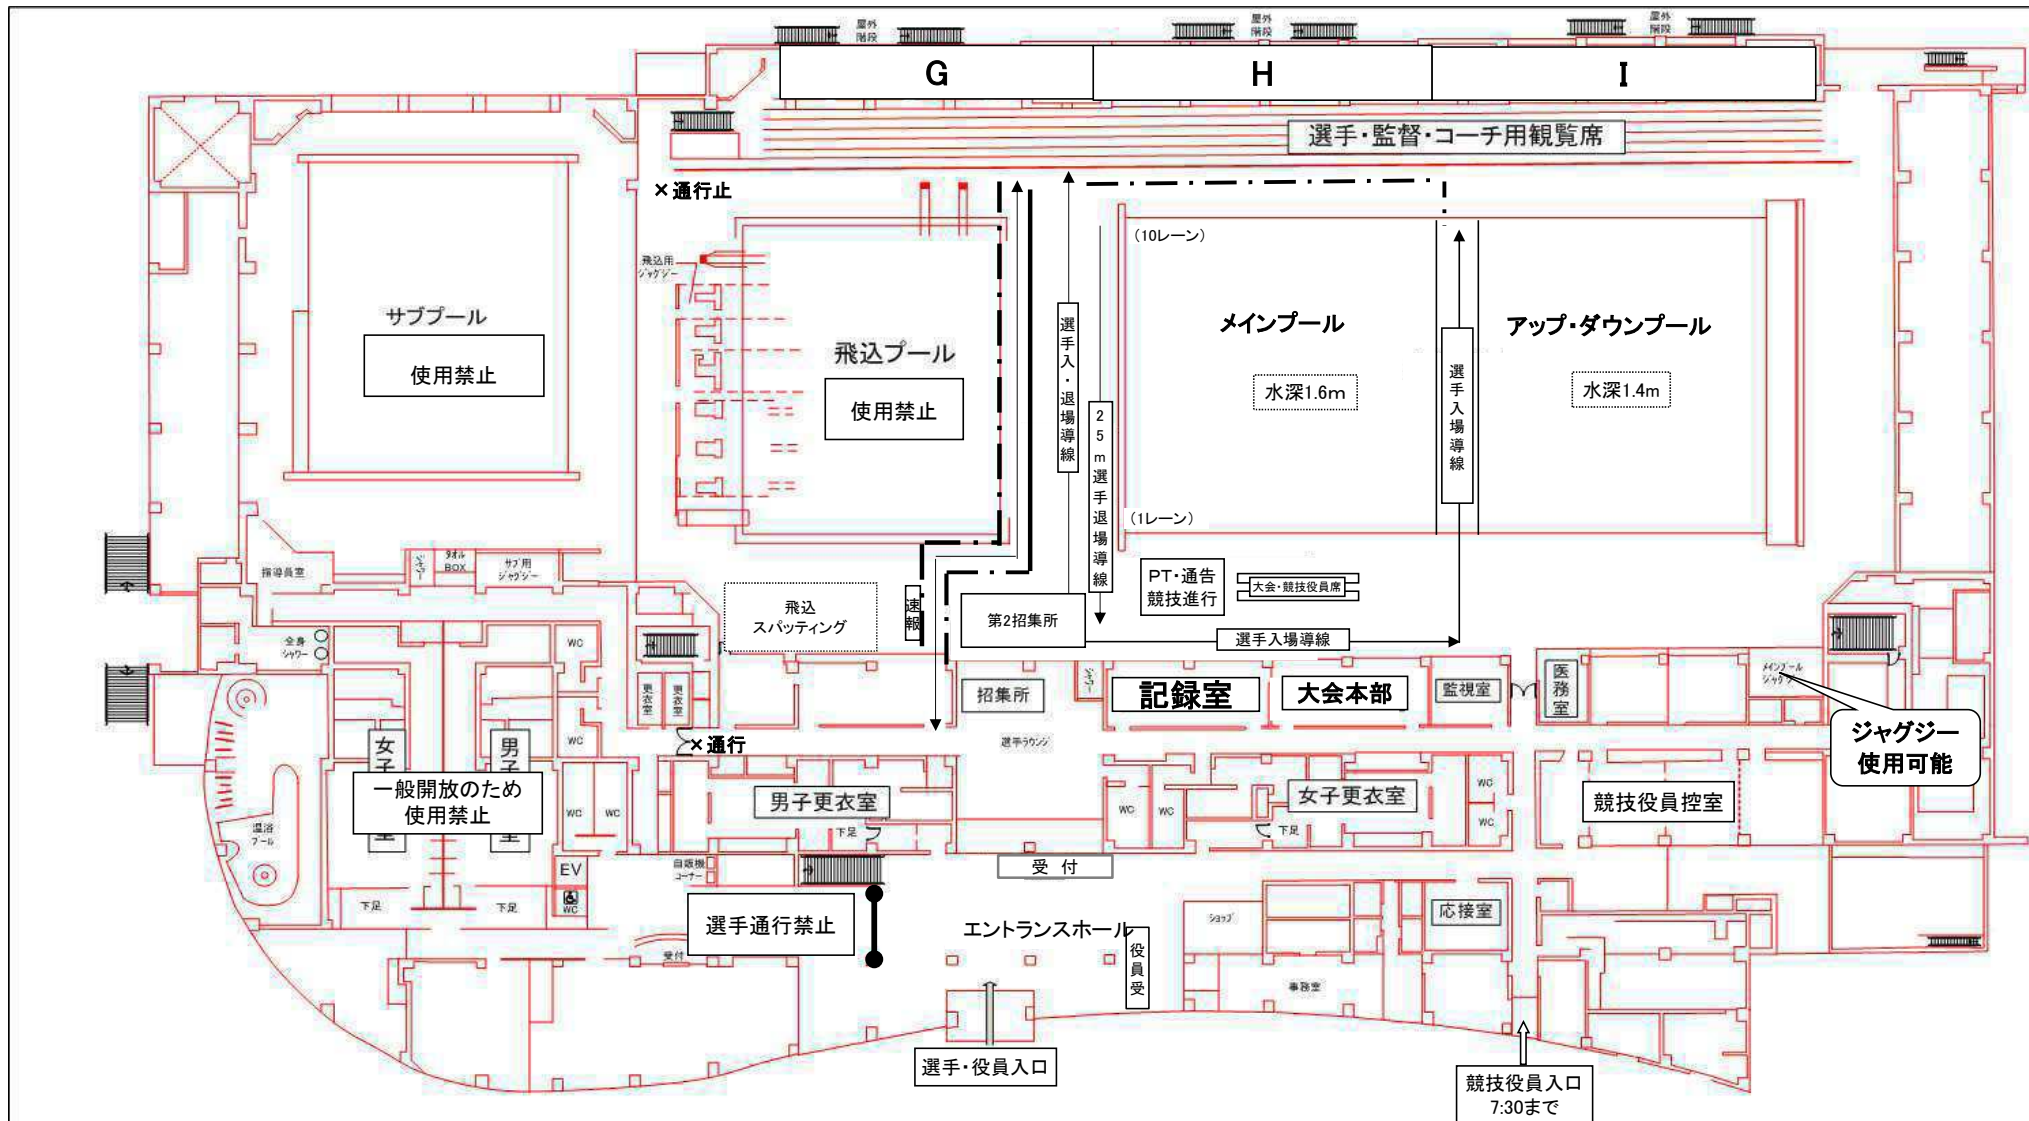 屋外
階段
屋外
階段
屋外
階段
G
H
I
選手・監督・コーチ用観覧席
×通行止
(10レーン)
飛込用
ジャグジー
サブプール
使用禁止
飛込プール
使用禁止
選手入・退場導線
25m選手退場導線
メインプール
水深1.6m
選手入場導線
アップ・ダウンプール
水深1.4m
(1レーン)
指導員室
シャワー
タオル
BOX
サブ用
ジャグジー
飛込
スパッティング
速報
第2招集所
PT・通告
競技進行
大会・競技役員席
選手入場導線
全身
シャワー
WC
更衣室
更衣室
招集所
シャワー
記録室
大会本部
監視室
医務室
メインプール
ジャグジー
ジャグジー
使用可能
WC
×通行
選手ラウンジ
女子
室
男子
室
一般開放のため
使用禁止
温浴
プール
WC
WC
男子更衣室
下足
WC
WC
女子更衣室
下足
WC
WC
競技役員控室
EV
WC
自販機
コーナー
受付
下足
下足
選手通行禁止
受付
エントランスホール
役員受
ショップ
応接室
事務室
選手・役員入口
競技役員入口
7:30まで